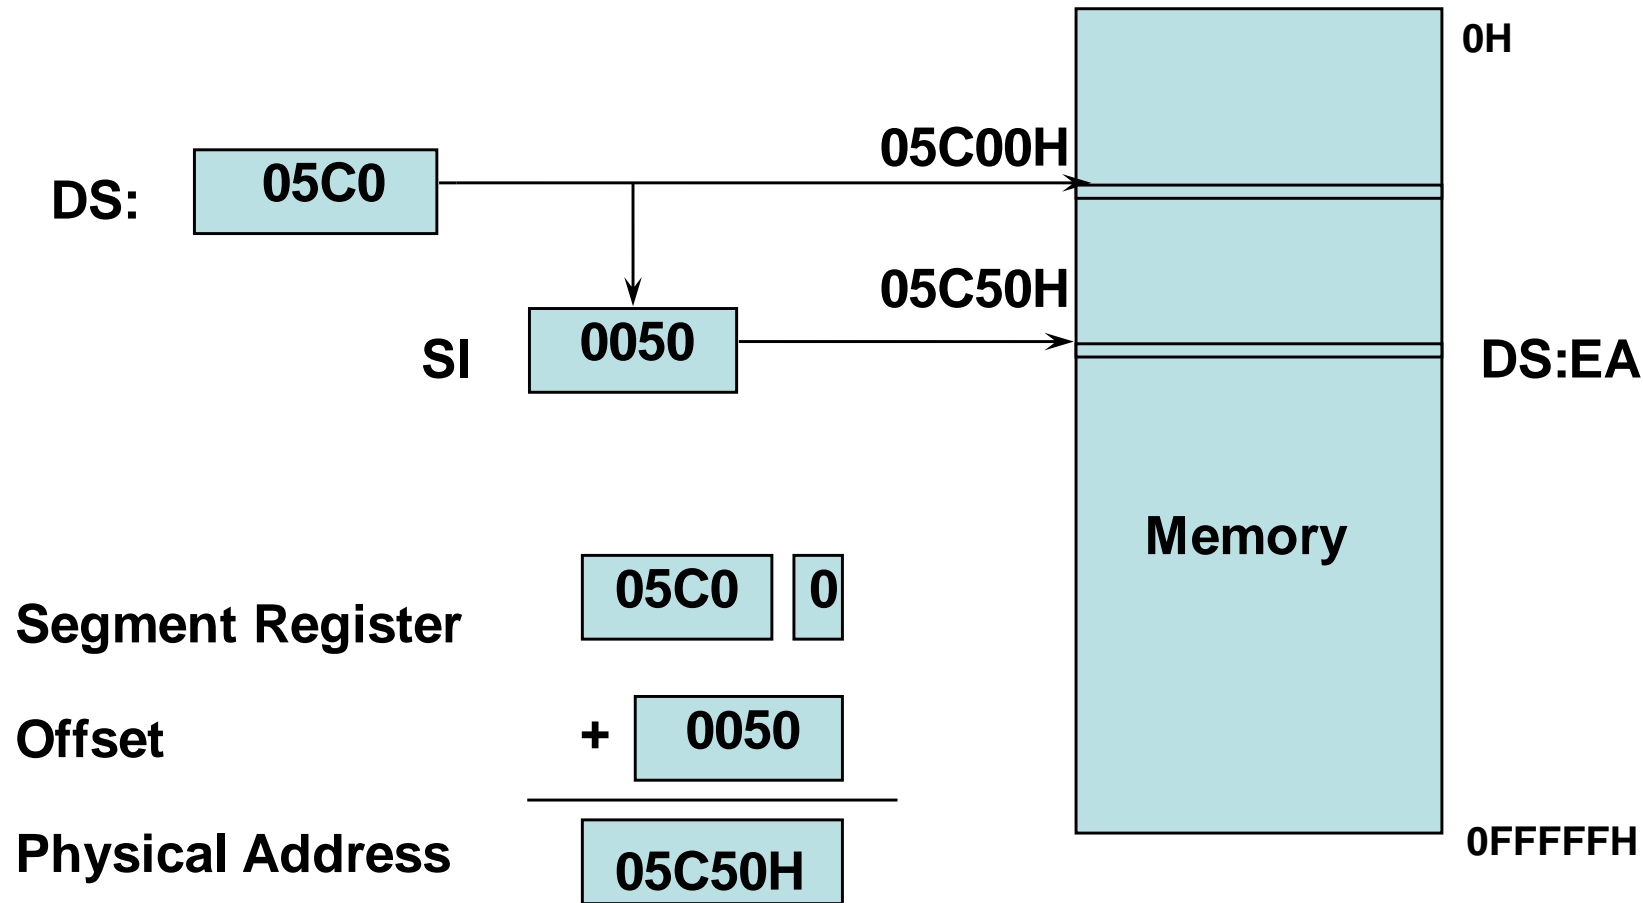 0H
05C00H
DS:
05C0
05C50H
SI
0050
DS:EA
Memory
Segment Register
05C0 0
Offset
+ 0050
Physical Address
05C50H
0FFFFFH